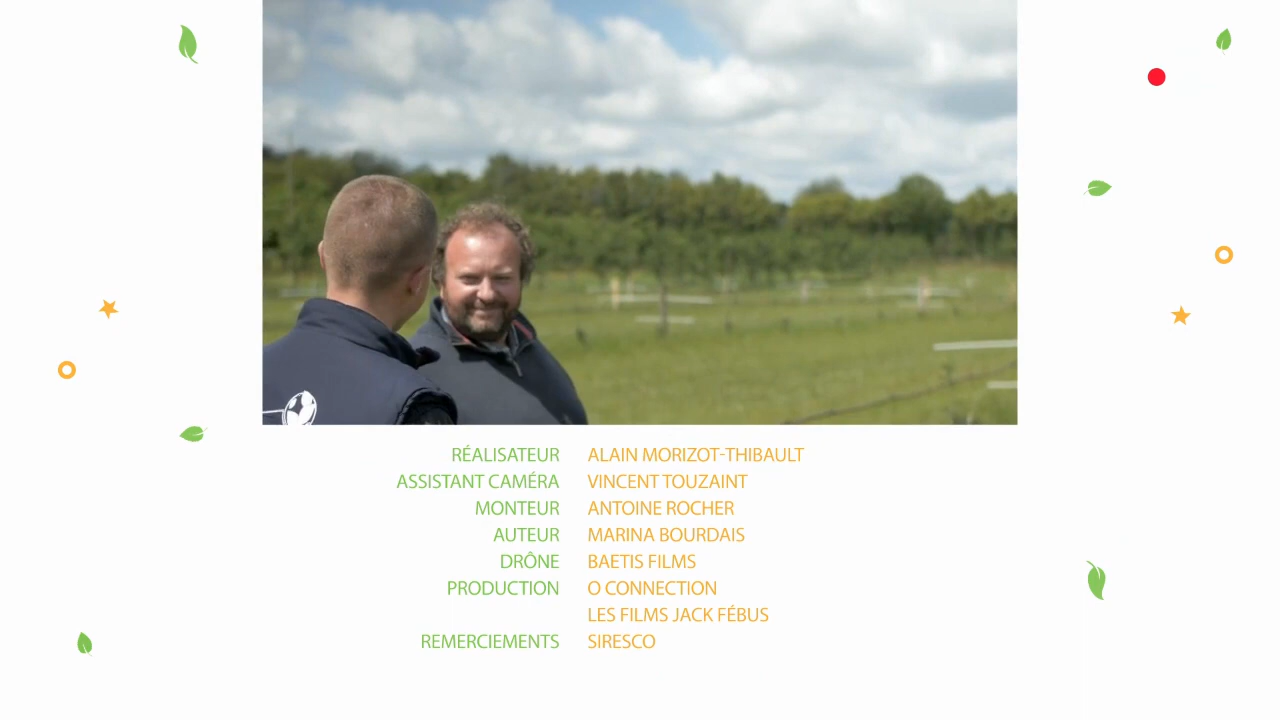 RÉALISATEUR ALAIN MORIZOT-THIBAULT
ASSISTANT CAMÉRA VINCENT TOUZAINT
MONTEUR ANTOINE ROCHER
AUTEUR MARINA BOURDAIS
DRÔNE BAETIS FILMS
PRODUCTION O CONNECTION
LES FILMS JACK FÉBUS
REMERCIEMENTS SIRESCO